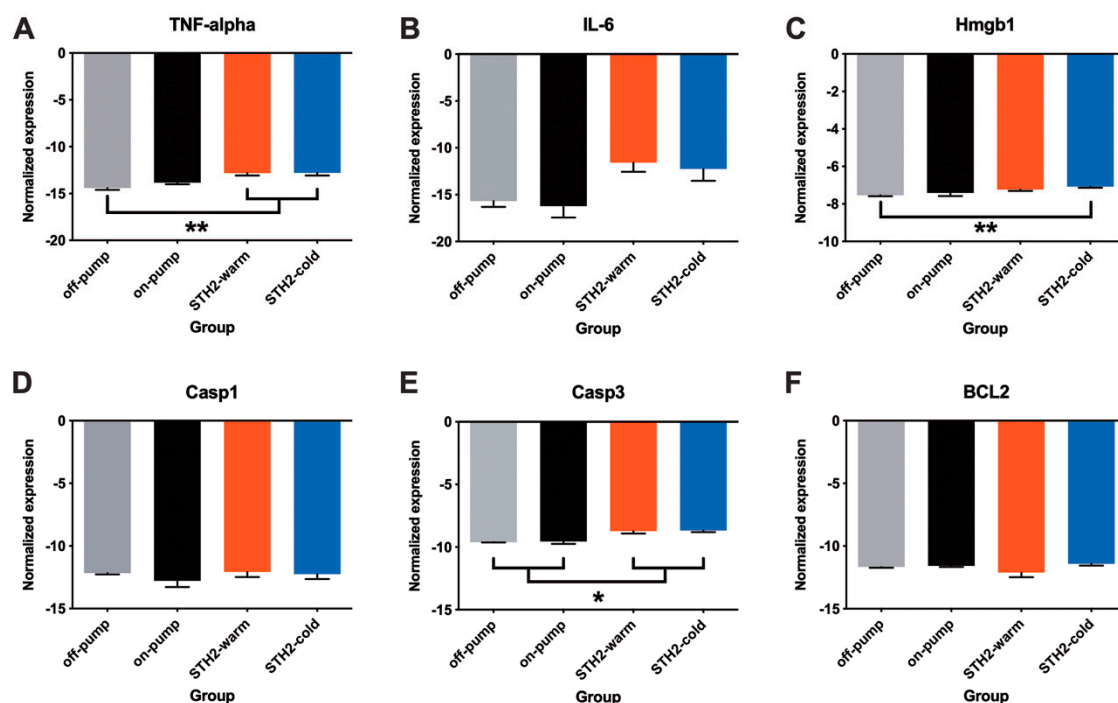 A
TNF-alpha
Normalized expression
0
-5
-10
-15
-20
off-pump
on-pump
STH2-warm
STH2-cold
**
Group
B
IL-6
Normalized expression
0
-5
-10
-15
-20
off-pump
on-pump
STH2-warm
STH2-cold
Group
C
Hmgb1
Normalized expression
0
-2
-4
-6
-8
-10
off-pump
on-pump
STH2-warm
STH2-cold
**
Group
D
Casp1
Normalized expression
0
-5
-10
-15
off-pump
on-pump
STH2-warm
STH2-cold
Group
E
Casp3
Normalized expression
0
-5
-10
-15
off-pump
on-pump
STH2-warm
STH2-cold
*
Group
F
BCL2
Normalized expression
0
-5
-10
-15
off-pump
on-pump
STH2-warm
STH2-cold
Group